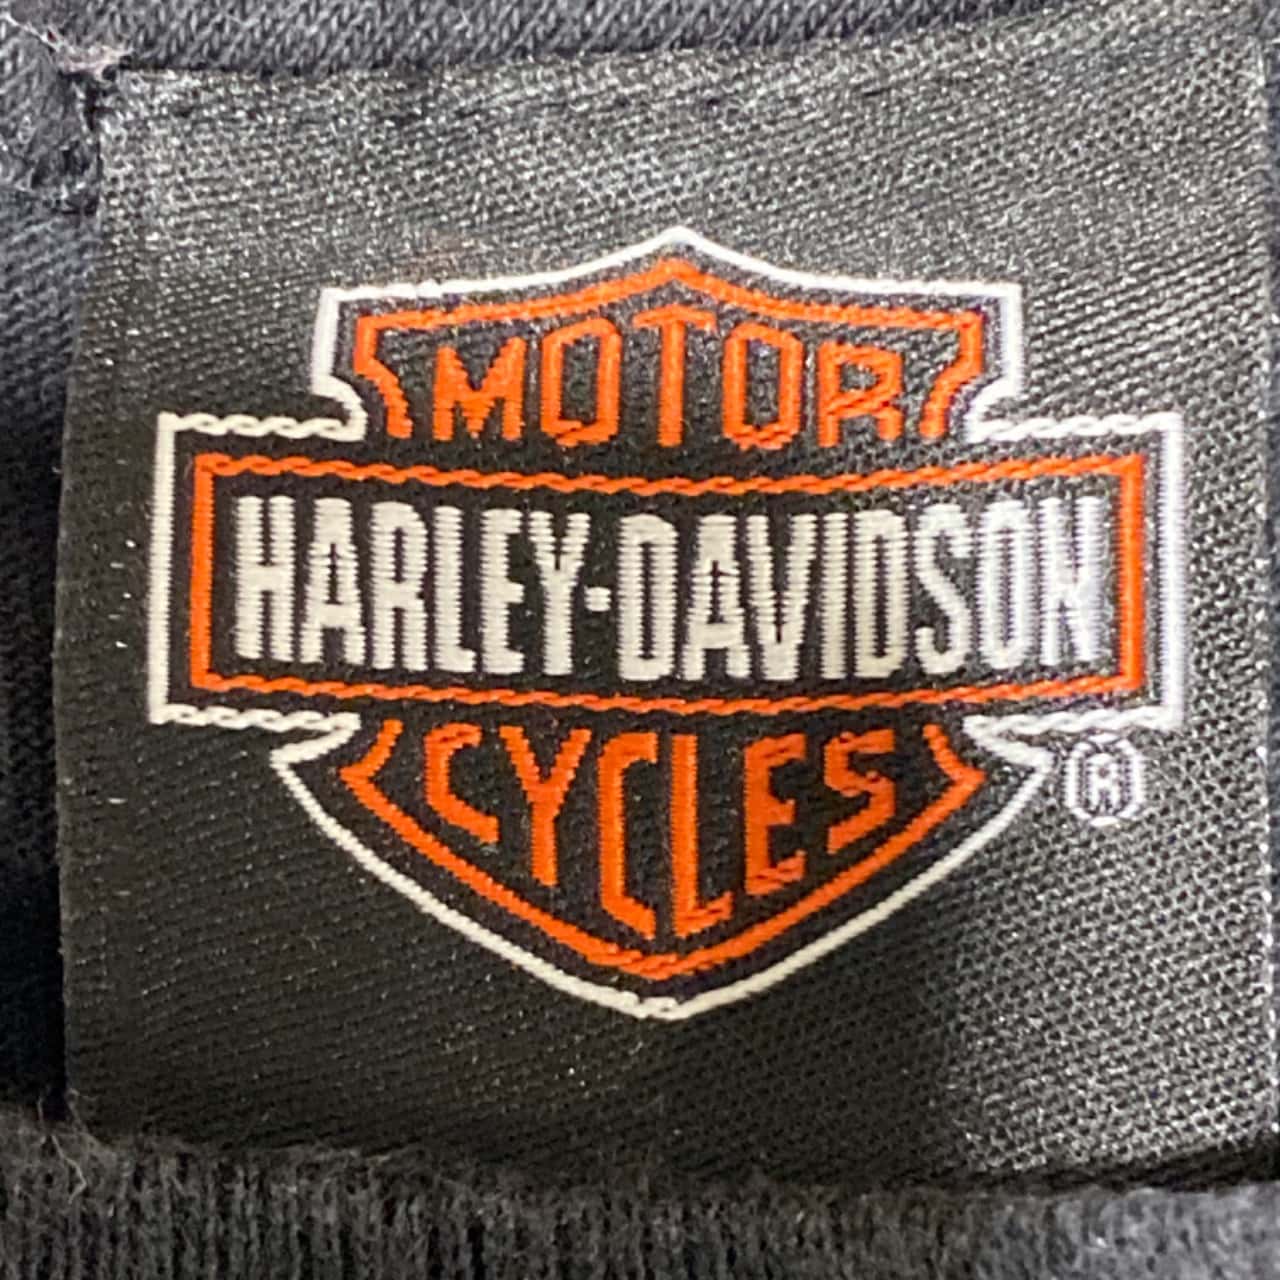 MOTOR
HARLEY-DAVIDSON
CYCLES
®